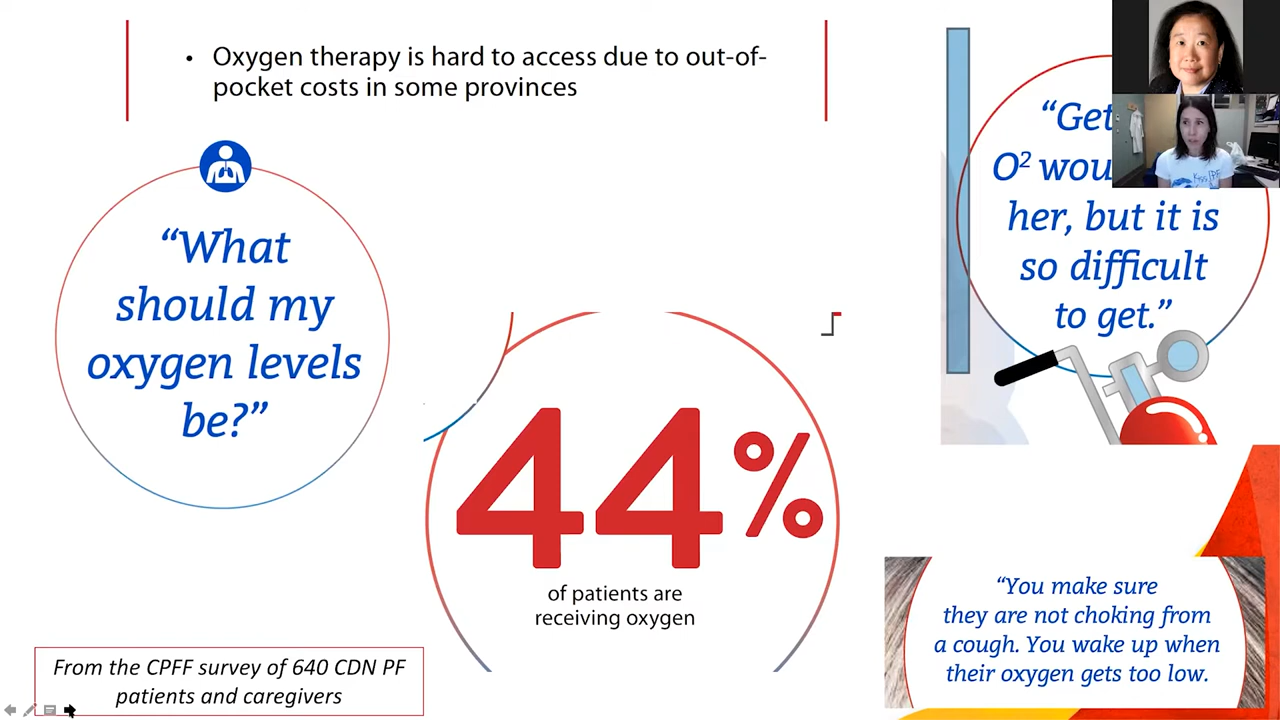 • Oxygen therapy is hard to access due to out-of-
pocket costs in some provinces
“What
should my
oxygen levels
be?”
44%
of patients are
receiving oxygen
“Get
O² wou
her, but it is
so difficult
to get.”
“You make sure
they are not choking from
a cough. You wake up when
their oxygen gets too low.
From the CPFF survey of 640 CDN PF
patients and caregivers